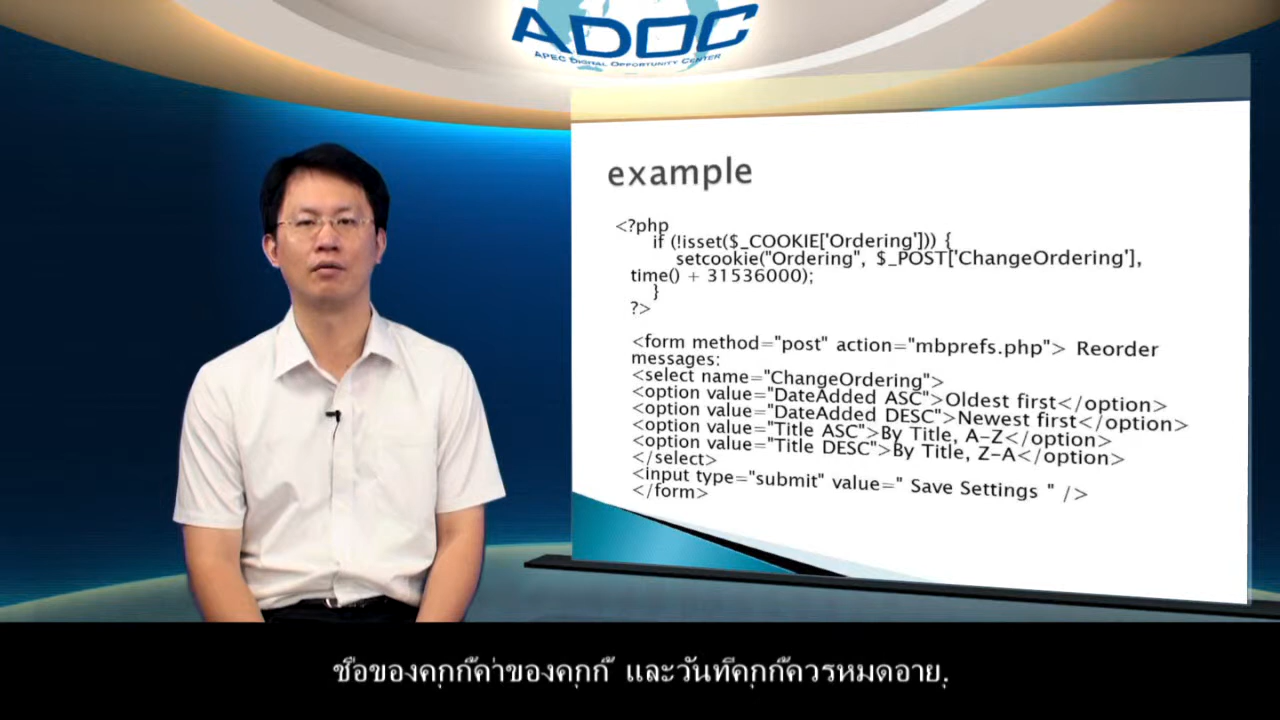 ADOC
APEC DIGITAL OPPORTUNITY CENTER
example
<?php
if (!isset($_COOKIE['Ordering'])) {
setcookie("Ordering", $_POST['ChangeOrdering'],
time() + 31536000);
}
?>
<form method="post" action="mbprefs.php"> Reorder
messages:
<select name="ChangeOrdering">
<option value="DateAdded ASC">Oldest first</option>
<option value="DateAdded DESC">Newest first</option>
<option value="Title ASC">By Title, A-Z</option>
<option value="Title DESC">By Title, Z-A</option>
</select>
<input type="submit" value=" Save Settings " />
</form>
ชื่อของคุกกี้ค่าของคุกกี้ และวันที่คุกกี้ควรหมดอายุ.